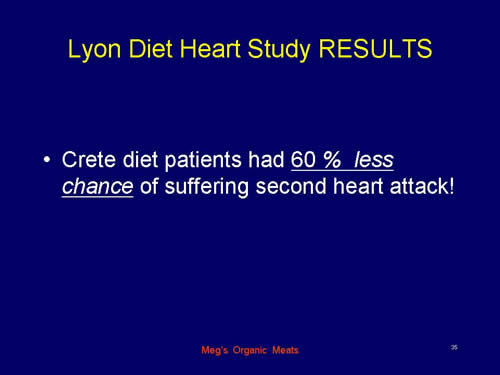 Lyon Diet Heart Study RESULTS
• Crete diet patients had 60 % less
chance of suffering second heart attack!
Meg's Organic Meats
35